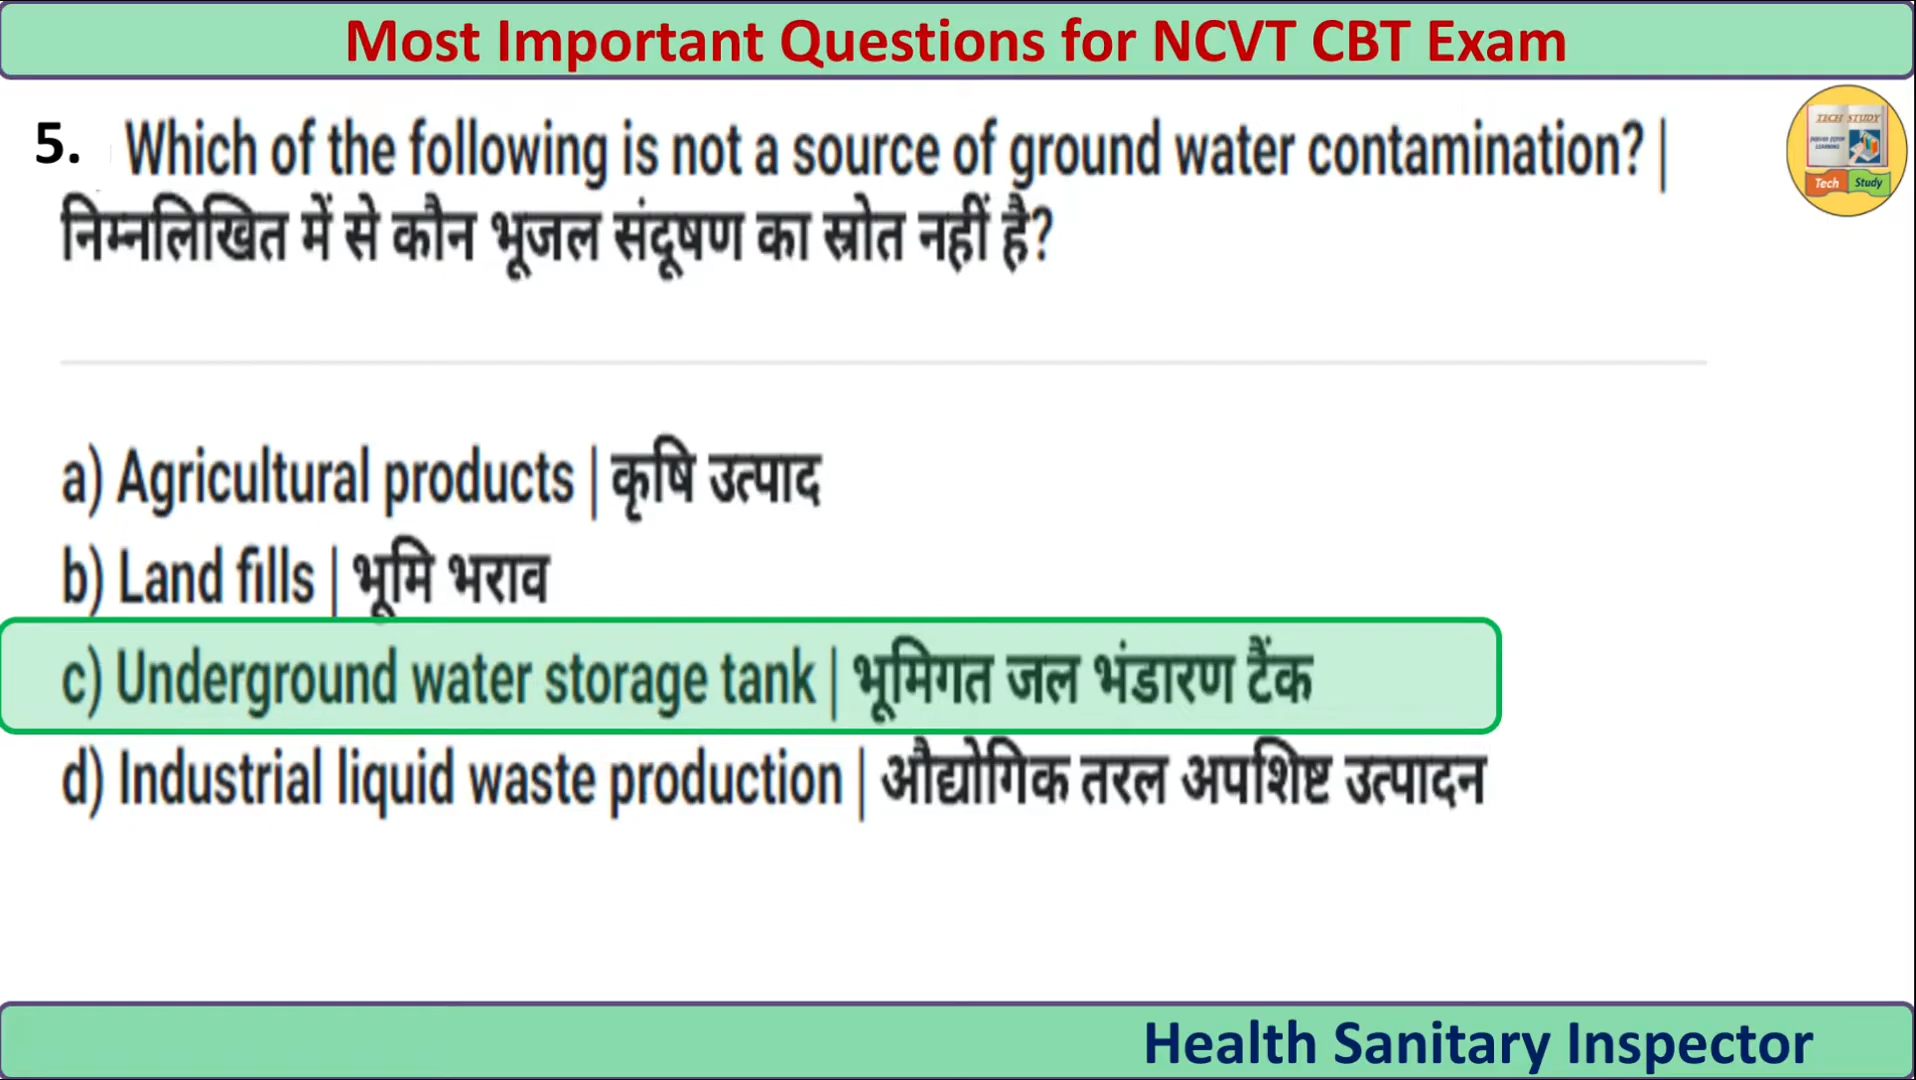 Most Important Questions for NCVT CBT Exam
5. Which of the following is not a source of ground water contamination? |
निम्नलिखित में से कौन भूजल संदूषण का स्रोत नहीं है?
TECH STUDY
Tech Study
a) Agricultural products | कृषि उत्पाद
b) Land fills | भूमि भराव
c) Underground water storage tank | भूमिगत जल भंडारण टैंक
d) Industrial liquid waste production | औद्योगिक तरल अपशिष्ट उत्पादन
Health Sanitary Inspector